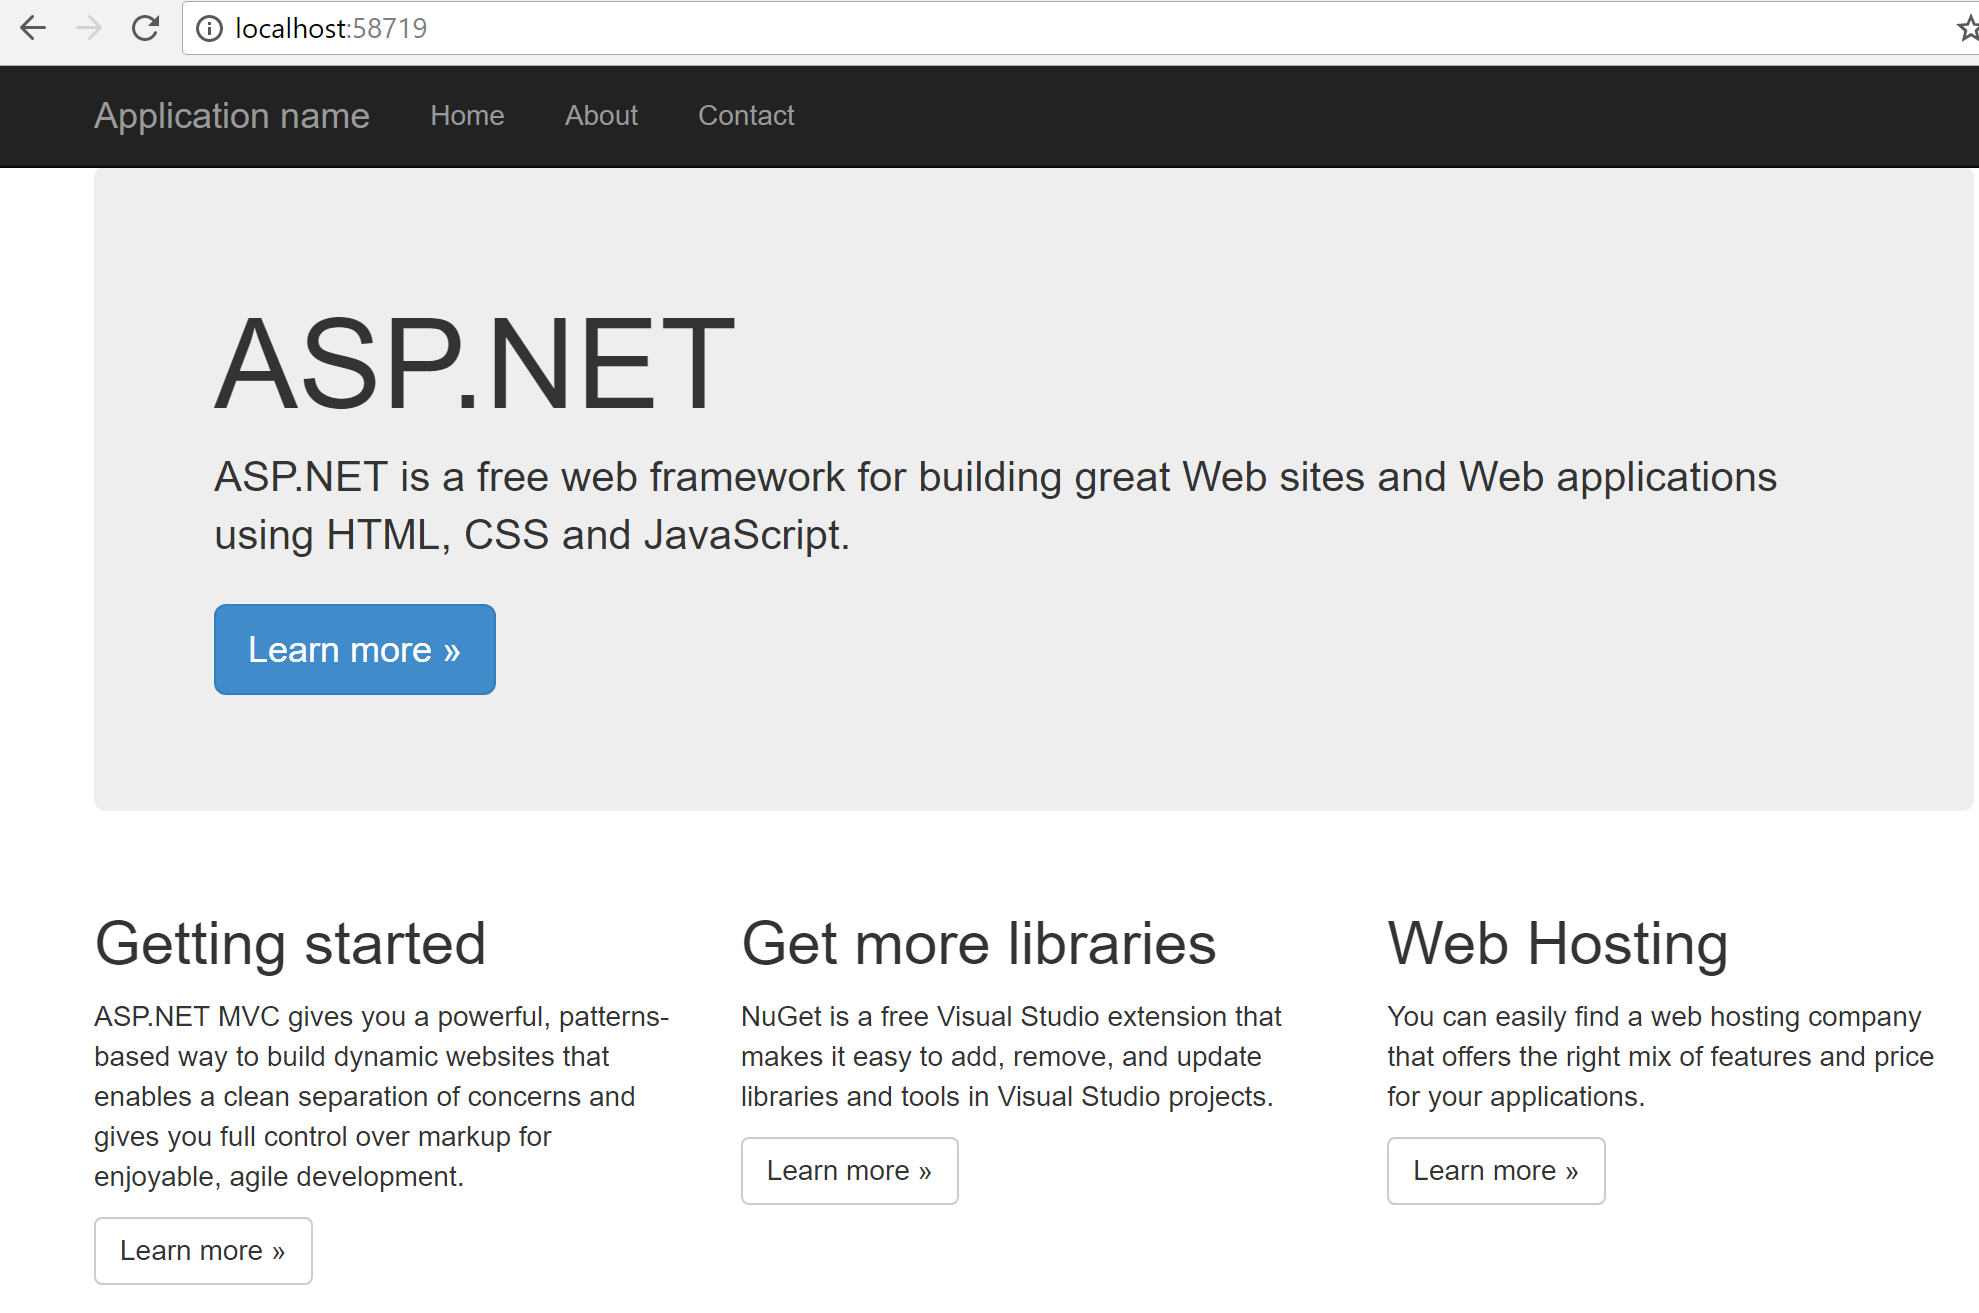 localhost:58719
Application name Home About Contact
ASP.NET
ASP.NET is a free web framework for building great Web sites and Web applications
using HTML, CSS and JavaScript.
Learn more »
Getting started
ASP.NET MVC gives you a powerful, patterns-
based way to build dynamic websites that
enables a clean separation of concerns and
gives you full control over markup for
enjoyable, agile development.
Learn more »
Get more libraries
NuGet is a free Visual Studio extension that
makes it easy to add, remove, and update
libraries and tools in Visual Studio projects.
Learn more »
Web Hosting
You can easily find a web hosting company
that offers the right mix of features and price
for your applications.
Learn more »